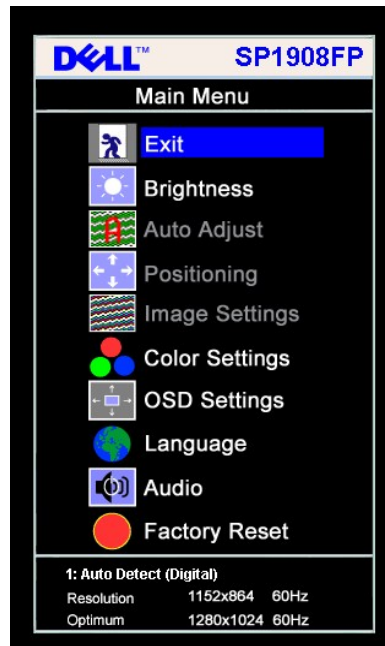 DELL™ SP1908FP
Main Menu
Exit
Brightness
A Auto Adjust
Positioning
Image Settings
Color Settings
OSD Settings
Language
Audio
Factory Reset
1: Auto Detect (Digital)
Resolution 1152x864 60Hz
Optimum 1280x1024 60Hz